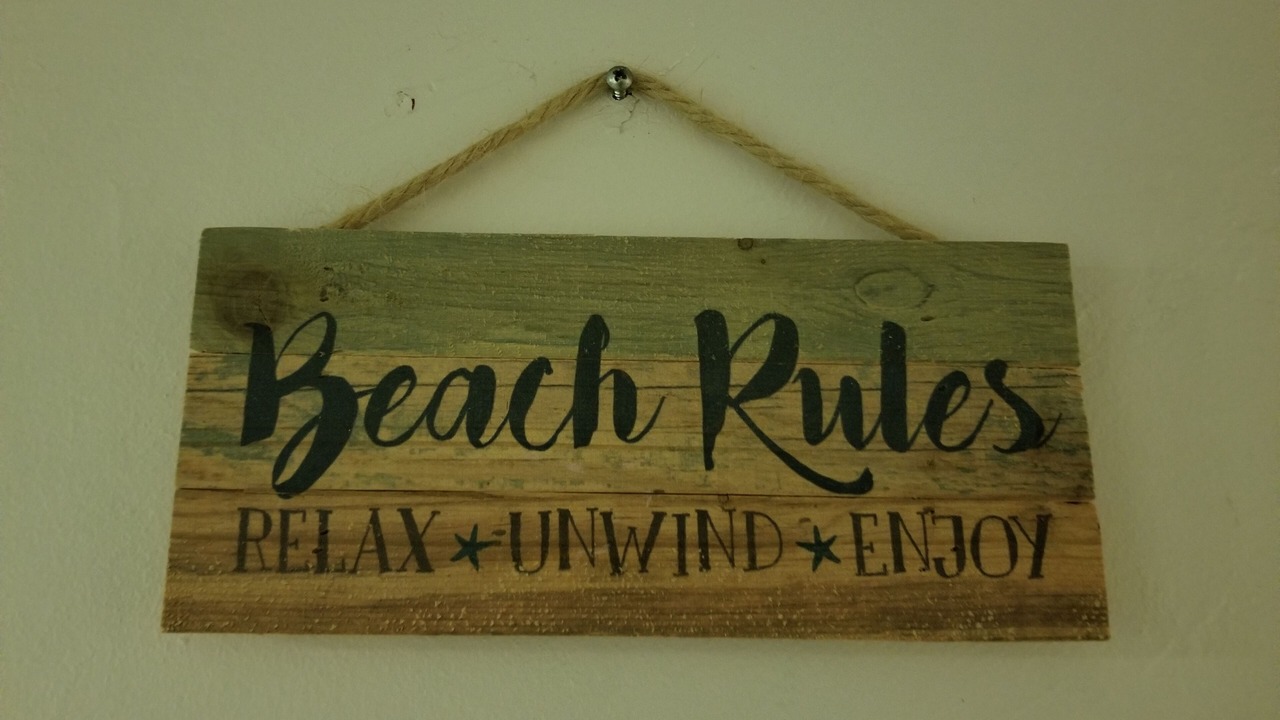 Beach Rules
RELAX ★ UNWIND ★ ENJOY